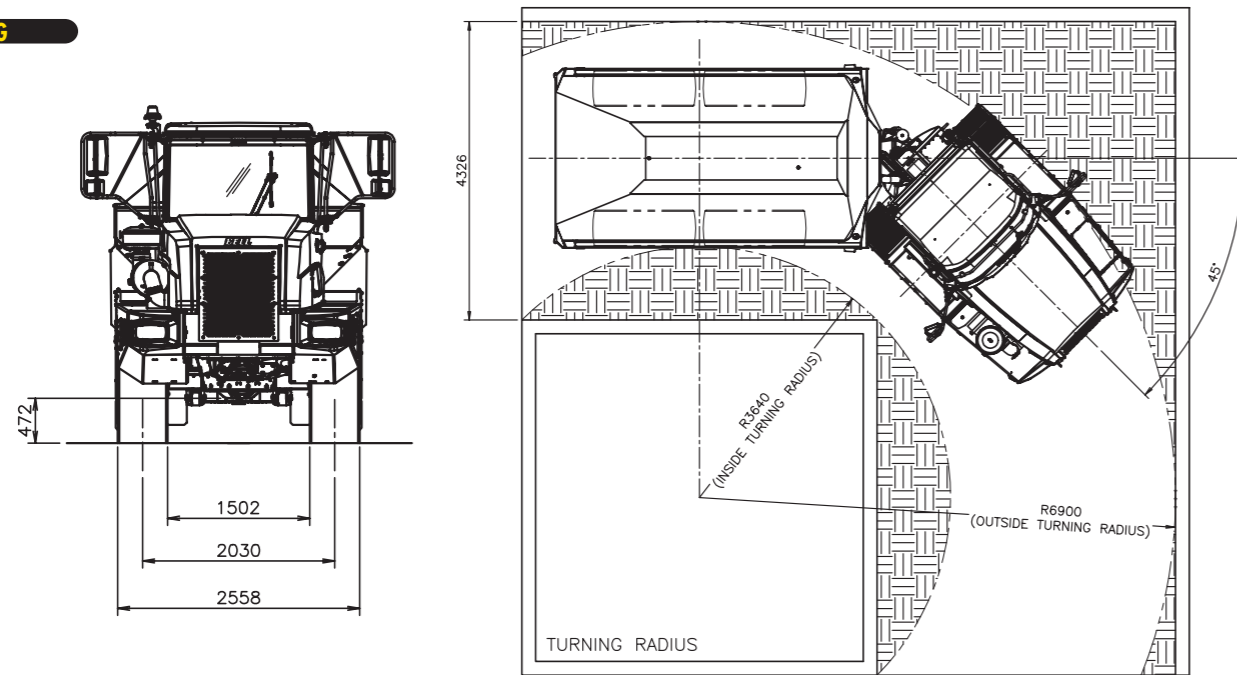 G
BELL
472
1502
2030
2558
4326
45°
R3640
(INSIDE TURNING RADIUS)
R6900
(OUTSIDE TURNING RADIUS)
TURNING RADIUS